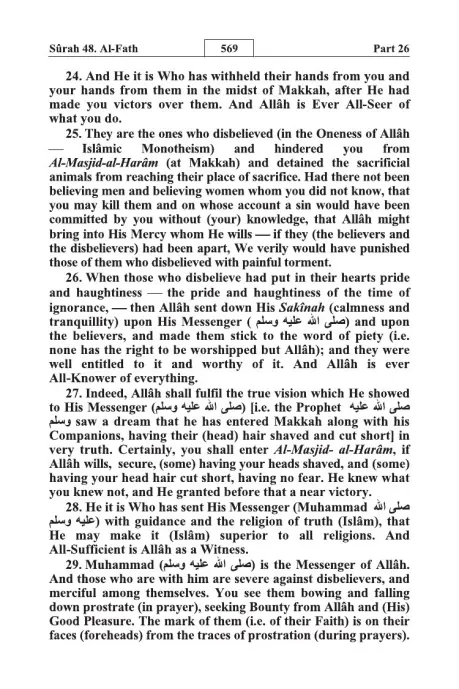 Sûrah 48. Al-Fath 569 Part 26
24. And He it is Who has withheld their hands from you and
your hands from them in the midst of Makkah, after He had
made you victors over them. And Allâh is Ever All-Seer of
what you do.
25. They are the ones who disbelieved (in the Oneness of Allâh
— Islâmic Monotheism) and hindered you from
Al-Masjid-al-Harâm (at Makkah) and detained the sacrificial
animals from reaching their place of sacrifice. Had there not been
believing men and believing women whom you did not know, that
you may kill them and on whose account a sin would have been
committed by you without (your) knowledge, that Allâh might
bring into His Mercy whom He wills — if they (the believers and
the disbelievers) had been apart, We verily would have punished
those of them who disbelieved with painful torment.
26. When those who disbelieve had put in their hearts pride
and haughtiness — the pride and haughtiness of the time of
ignorance, — then Allâh sent down His Sakînah (calmness and
tranquillity) upon His Messenger ( صلى الله عليه وسلم) and upon
the believers, and made them stick to the word of piety (i.e.
none has the right to be worshipped but Allâh); and they were
well entitled to it and worthy of it. And Allâh is ever
All-Knower of everything.
27. Indeed, Allâh shall fulfil the true vision which He showed
to His Messenger (صلى الله عليه وسلم) [i.e. the Prophet صلى الله عليه
وسلم saw a dream that he has entered Makkah along with his
Companions, having their (head) hair shaved and cut short] in
very truth. Certainly, you shall enter Al-Masjid- al-Harâm, if
Allâh wills, secure, (some) having your heads shaved, and (some)
having your head hair cut short, having no fear. He knew what
you knew not, and He granted before that a near victory.
28. He it is Who has sent His Messenger (Muhammad صلى الله
عليه وسلم) with guidance and the religion of truth (Islâm), that
He may make it (Islâm) superior to all religions. And
All-Sufficient is Allâh as a Witness.
29. Muhammad (صلى الله عليه وسلم) is the Messenger of Allâh.
And those who are with him are severe against disbelievers, and
merciful among themselves. You see them bowing and falling
down prostrate (in prayer), seeking Bounty from Allâh and (His)
Good Pleasure. The mark of them (i.e. of their Faith) is on their
faces (foreheads) from the traces of prostration (during prayers).